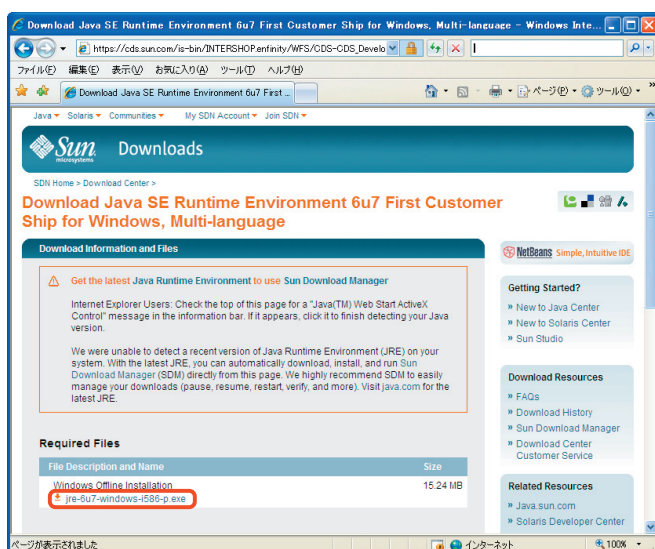 Download Java SE Runtime Environment 6u7 First Customer Ship for Windows, Multi-language - Windows Inte...
https://cds.sun.com/is-bin/INTERSHOP.enfinity/WFS/CDS-CDS_Develo
ファイル(F) 編集(E) 表示(V) お気に入り(A) ツール(T) ヘルプ(H)
Download Java SE Runtime Environment 6u7 First ...
ページ(P) ツール(O)
Java Solaris Communities My SDN Account Join SDN
Sun microsystems Downloads
SDN Home > Download Center >
Download Java SE Runtime Environment 6u7 First Customer
Ship for Windows, Multi-language
Download Information and Files
Get the latest Java Runtime Environment to use Sun Download Manager
Internet Explorer Users: Check the top of this page for a "Java(TM) Web Start ActiveX
Control" message in the information bar. If it appears, click it to finish detecting your Java
version.
We were unable to detect a recent version of Java Runtime Environment (JRE) on your
system. With the latest JRE, you can automatically download, install, and run Sun
Download Manager (SDM) directly from this page. We highly recommend SDM to easily
manage your downloads (pause, resume, restart, verify, and more). Visit java.com for the
latest JRE.
Required Files
File Description and Name Size
Windows Offline Installation 15.24 MB
jre-6u7-windows-i586-p.exe
NetBeans Simple, Intuitive IDE
Getting Started?
» New to Java Center
» New to Solaris Center
» Sun Studio
Download Resources
» FAQs
» Download History
» Sun Download Manager
» Download Center
Customer Service
Related Resources
» Java.sun.com
» Solaris Developer Center
ページが表示されました インターネット 100%